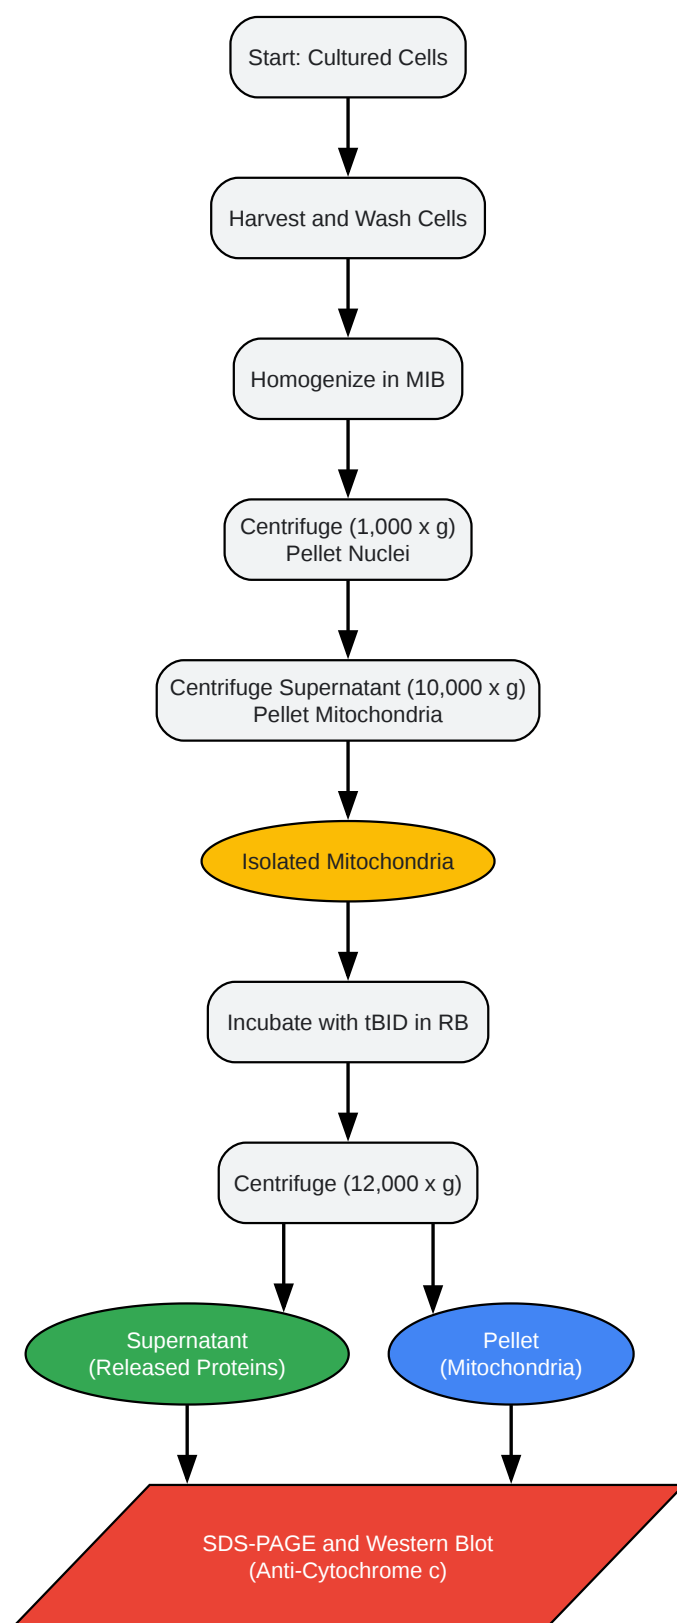 Start: Cultured Cells
Harvest and Wash Cells
Homogenize in MIB
Centrifuge (1,000 x g)
Pellet Nuclei
Centrifuge Supernatant (10,000 x g)
Pellet Mitochondria
Isolated Mitochondria
Incubate with tBID in RB
Centrifuge (12,000 x g)
Supernatant
(Released Proteins)
Pellet
(Mitochondria)
SDS-PAGE and Western Blot
(Anti-Cytochrome c)